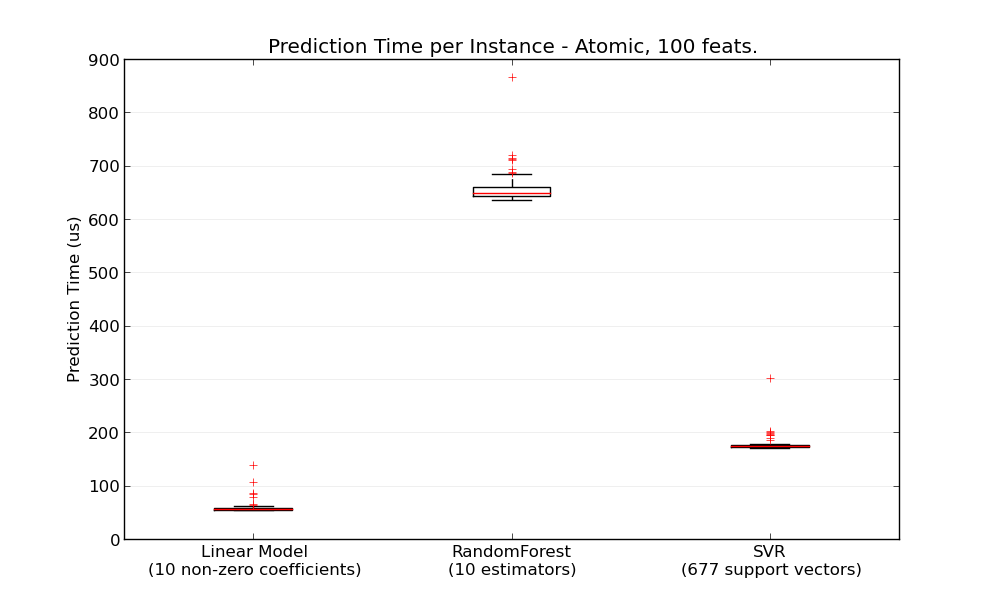 Prediction Time per Instance - Atomic, 100 feats.
Prediction Time (us)
900
800
700
600
500
400
300
200
100
0
Linear Model
(10 non-zero coefficients)
RandomForest
(10 estimators)
SVR
(677 support vectors)